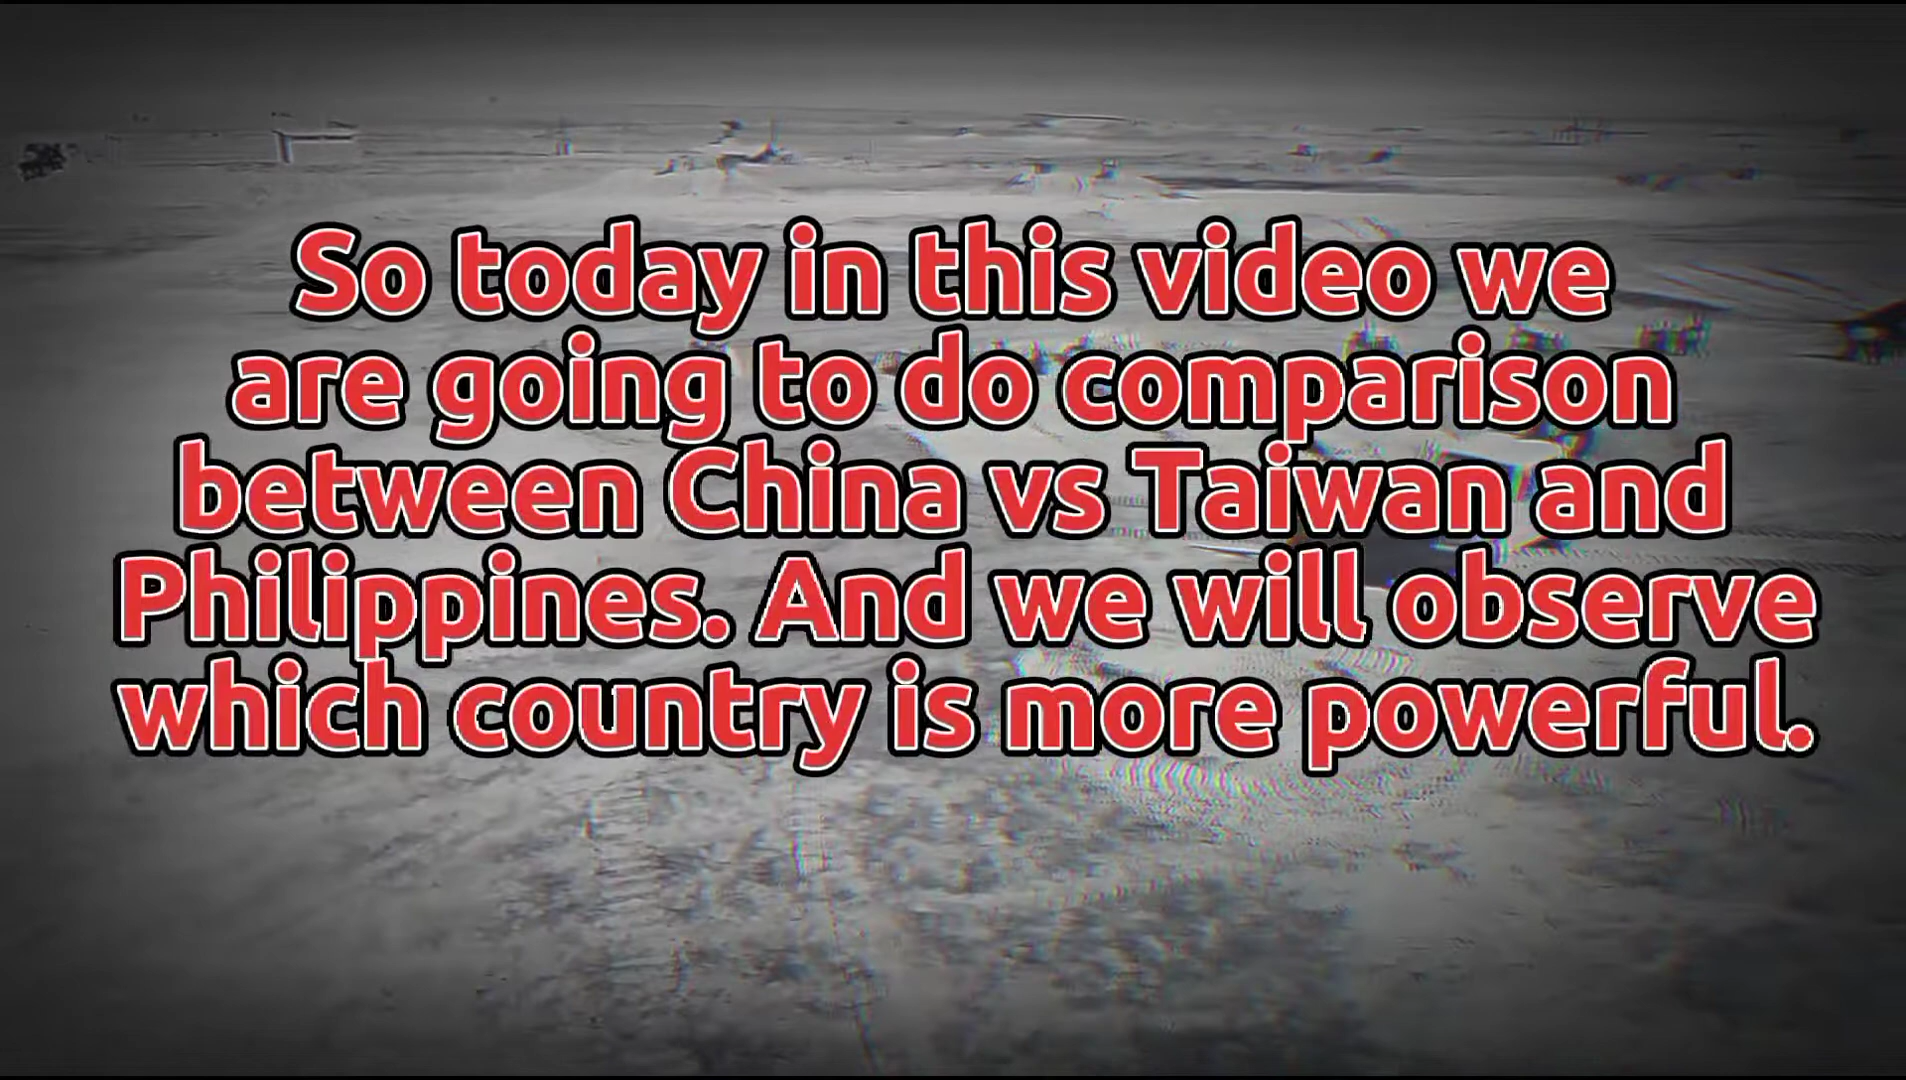 So today in this video we
are going to do comparison
between China vs Taiwan and
Philippines. And we will observe
which country is more powerful.